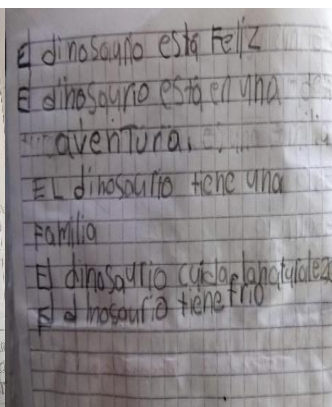 El dinosaurio está Feliz
El dinosaurio está en una
aventura.
EL dinosaurio tiene una
Familia
El dinosaurio cuida la naturaleza
El dinosaurio tiene frio